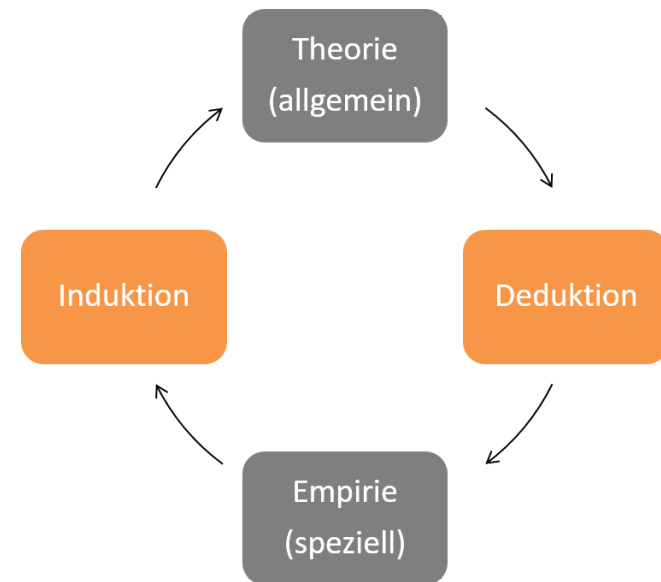 Theorie
(allgemein)
Induktion
Deduktion
Empirie
(speziell)